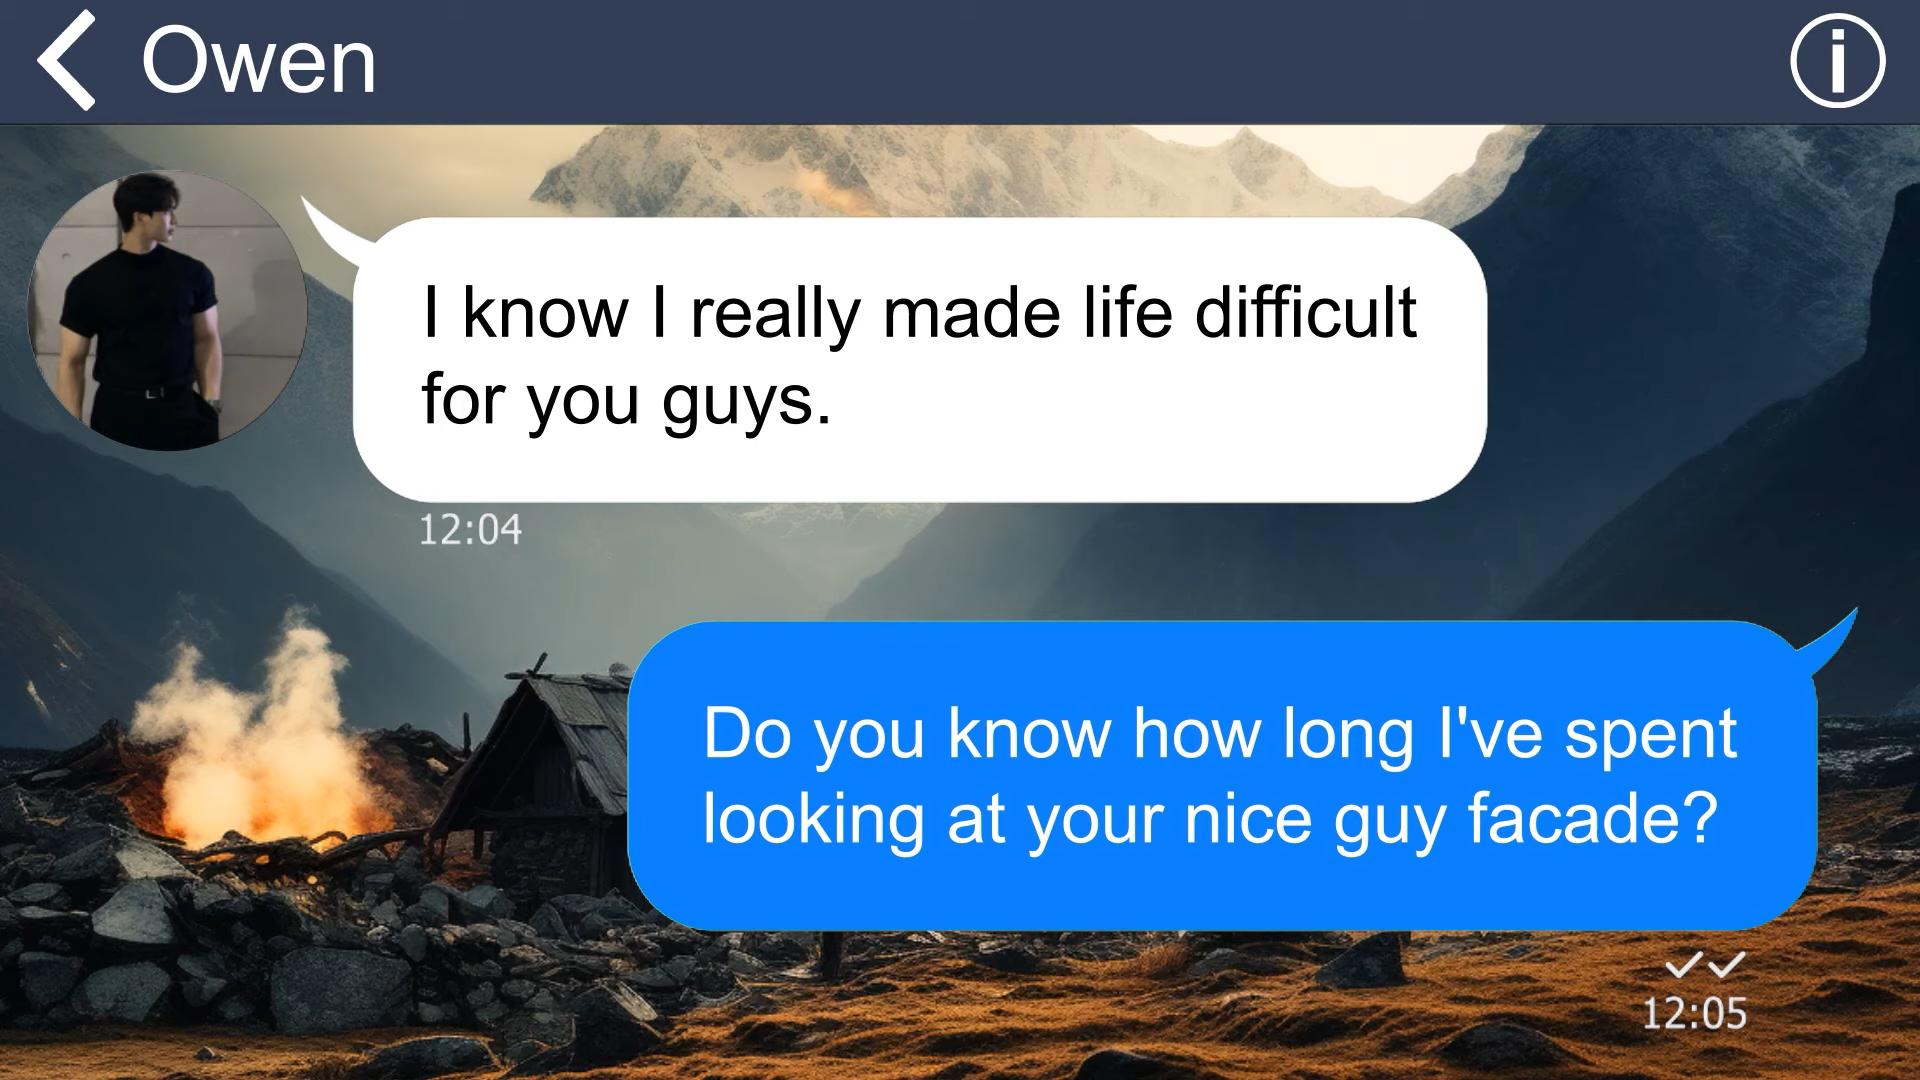 Owen
I know I really made life difficult
for you guys.
12:04
Do you know how long I've spent
looking at your nice guy facade?
12:05